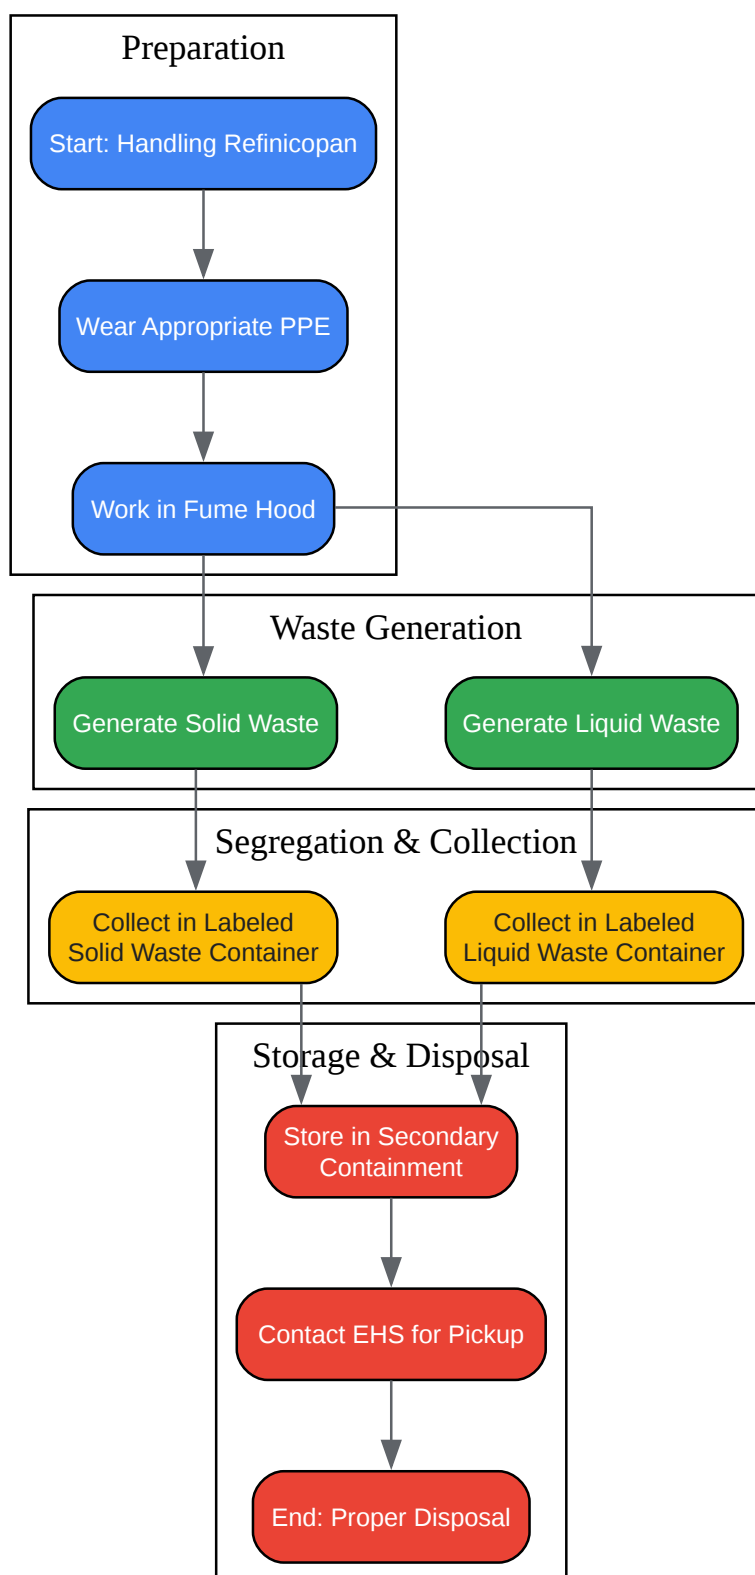 Preparation
Start: Handling Refinicopan
Wear Appropriate PPE
Work in Fume Hood
Waste Generation
Generate Solid Waste
Generate Liquid Waste
Segregation & Collection
Collect in Labeled
Solid Waste Container
Collect in Labeled
Liquid Waste Container
Storage & Disposal
Store in Secondary
Containment
Contact EHS for Pickup
End: Proper Disposal